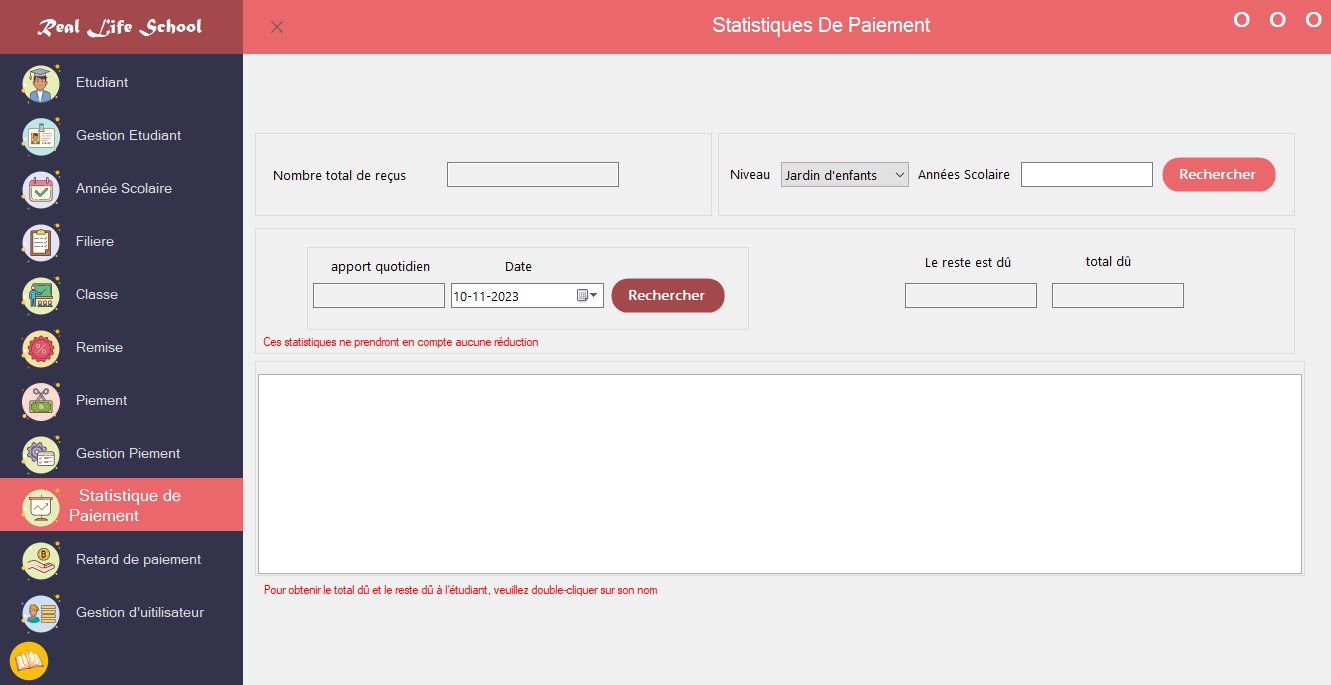 Real Life School
Statistiques De Paiement
O O O
Etudiant
Gestion Etudiant
Année Scolaire
Filiere
Classe
Remise
Piement
Gestion Piement
Statistique de
Paiement
Retard de paiement
Gestion d'uitilisateur
Nombre total de reçus
Niveau Jardin d'enfants Années Scolaire Rechercher
apport quotidien Date
10-11-2023 Rechercher
Le reste est dû total dû
Ces statistiques ne prendront en compte aucune réduction
Pour obtenir le total dû et le reste dû à l'étudiant, veuillez double-cliquer sur son nom